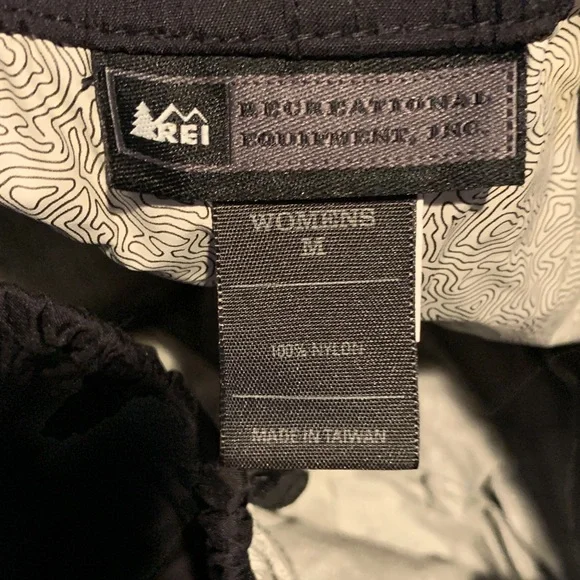 REI
RECREATIONAL
EQUIPMENT, INC.
WOMENS
M
100% NYLON
MADE IN TAIWAN